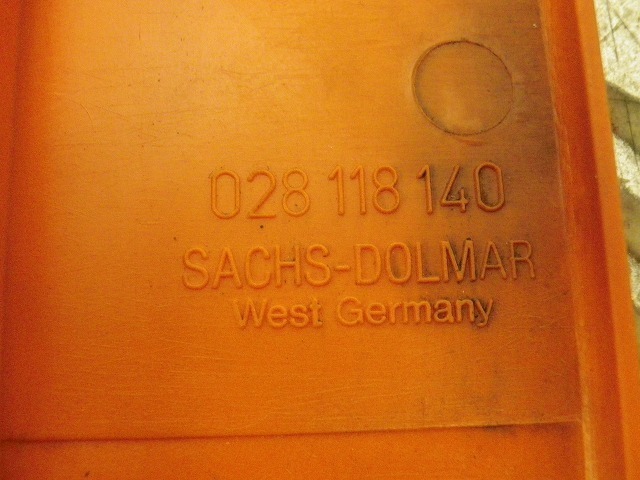 028 118 140
SACHS-DOLMAR
West Germany